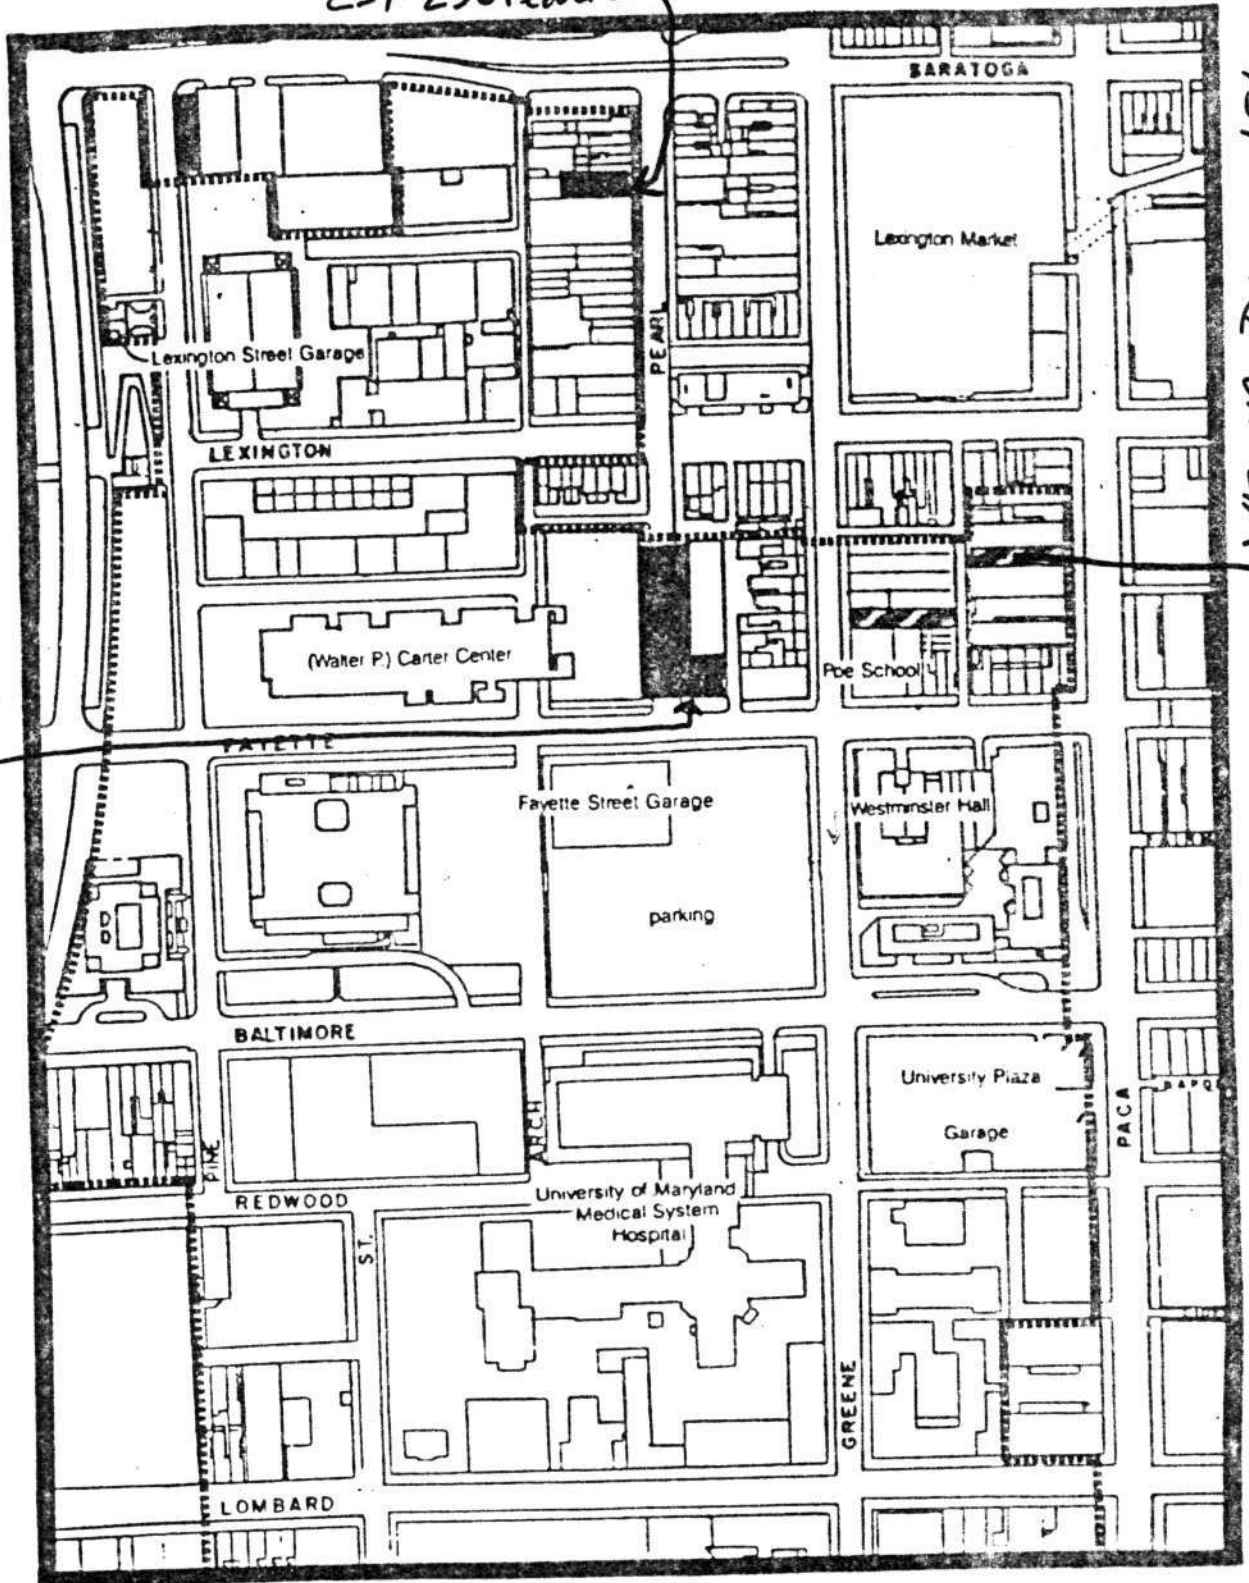 BARATOGA
Lexington Market
PEARL
Lexington Street Garage
LEXINGTON
(Walter P.) Carter Center
Poe School
FAYETTE
Fayette Street Garage
Westminster Hall
parking
BALTIMORE
University Plaza
Garage
ARCH
PACA
PINE
REDWOOD
University of Maryland
Medical System
Hospital
ST.
GREENE
LOMBARD